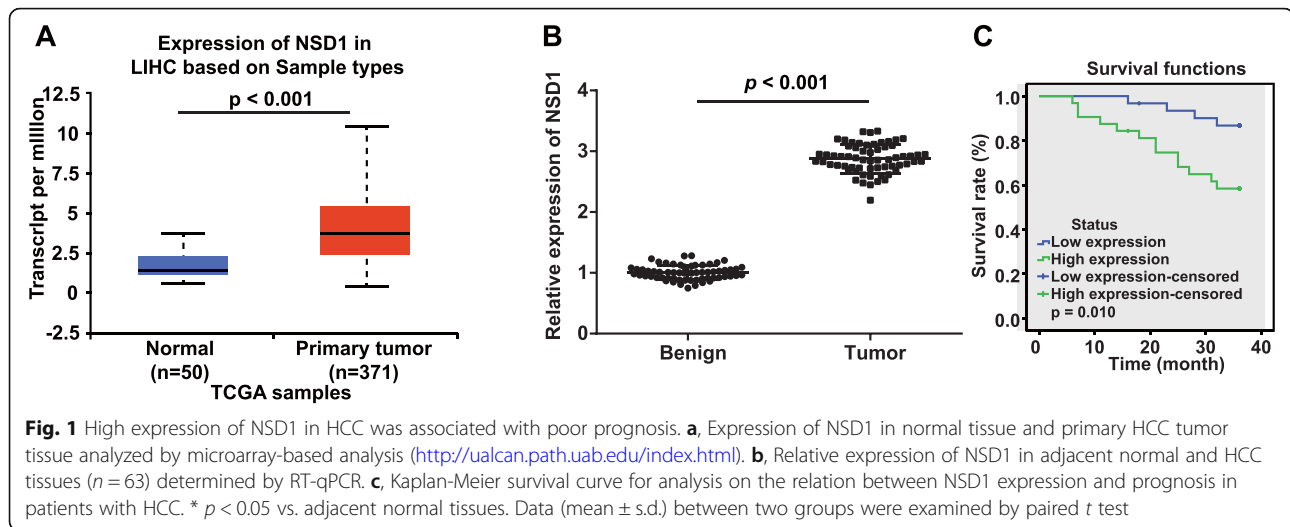 A
Expression of NSD1 in
LIHC based on Sample types
p < 0.001
Transcript per million
12.5
10
7.5
5
2.5
0
-2.5
Normal
(n=50)
Primary tumor
(n=371)
TCGA samples
B
p < 0.001
Relative expression of NSD1
4
3
2
1
0
Benign
Tumor
C
Survival functions
Survival rate (%)
1.0
0.8
0.6
0.4
0.2
0.0
Status
Low expression
High expression
Low expression-censored
High expression-censored
p = 0.010
0 10 20 30 40
Time (month)
Fig. 1 High expression of NSD1 in HCC was associated with poor prognosis. a, Expression of NSD1 in normal tissue and primary HCC tumor
tissue analyzed by microarray-based analysis (http://ualcan.path.uab.edu/index.html). b, Relative expression of NSD1 in adjacent normal and HCC
tissues (n = 63) determined by RT-qPCR. c, Kaplan-Meier survival curve for analysis on the relation between NSD1 expression and prognosis in
patients with HCC. * p < 0.05 vs. adjacent normal tissues. Data (mean ± s.d.) between two groups were examined by paired t test